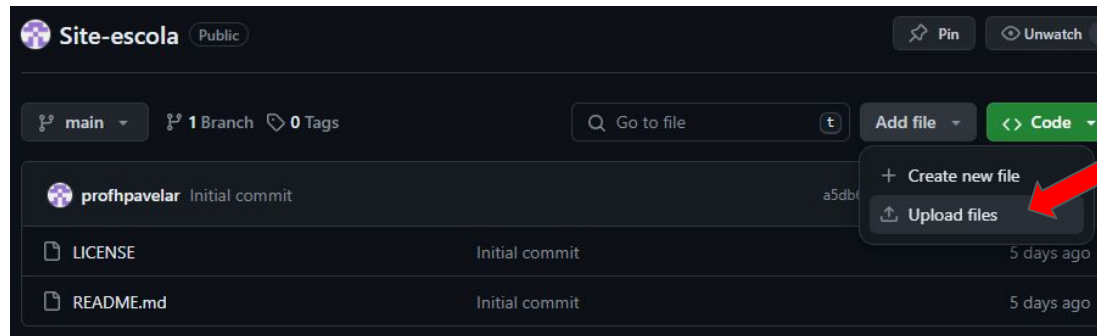 Site-escola Public Pin Unwatch
main 1 Branch 0 Tags Go to file t Add file Code
profhpavelar Initial commit
Create new file
Upload files
LICENSE Initial commit 5 days ago
README.md Initial commit 5 days ago